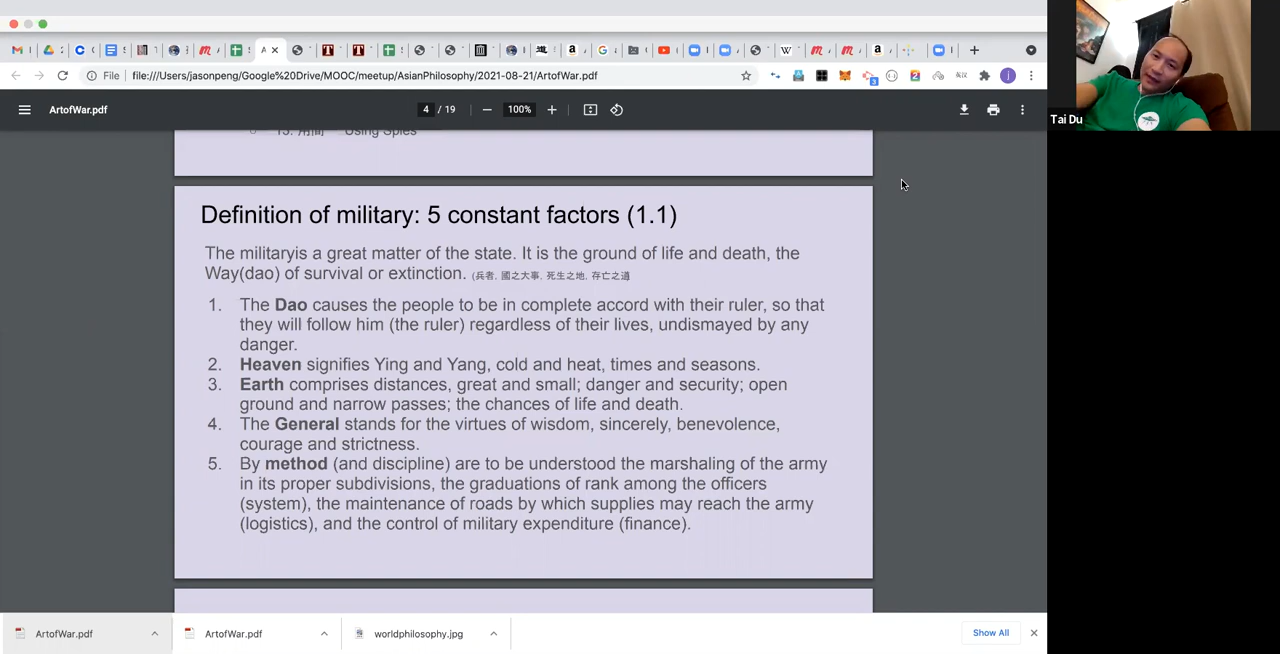 File
file:///Users/jasonpeng/Google%20Drive/MOOC/meetup/AsianPhilosophy/2021-08-21/ArtofWar.pdf
ArtofWar.pdf
4 / 19
100%
13. 用間 Using Spies
Definition of military: 5 constant factors (1.1)
The militaryis a great matter of the state. It is the ground of life and death, the
Way(dao) of survival or extinction. (兵者, 國之大事, 死生之地, 存亡之道
1. The Dao causes the people to be in complete accord with their ruler, so that
they will follow him (the ruler) regardless of their lives, undismayed by any
danger.
2. Heaven signifies Ying and Yang, cold and heat, times and seasons.
3. Earth comprises distances, great and small; danger and security; open
ground and narrow passes; the chances of life and death.
4. The General stands for the virtues of wisdom, sincerely, benevolence,
courage and strictness.
5. By method (and discipline) are to be understood the marshaling of the army
in its proper subdivisions, the graduations of rank among the officers
(system), the maintenance of roads by which supplies may reach the army
(logistics), and the control of military expenditure (finance).
Tai Du
ArtofWar.pdf
ArtofWar.pdf
worldphilosophy.jpg
Show All